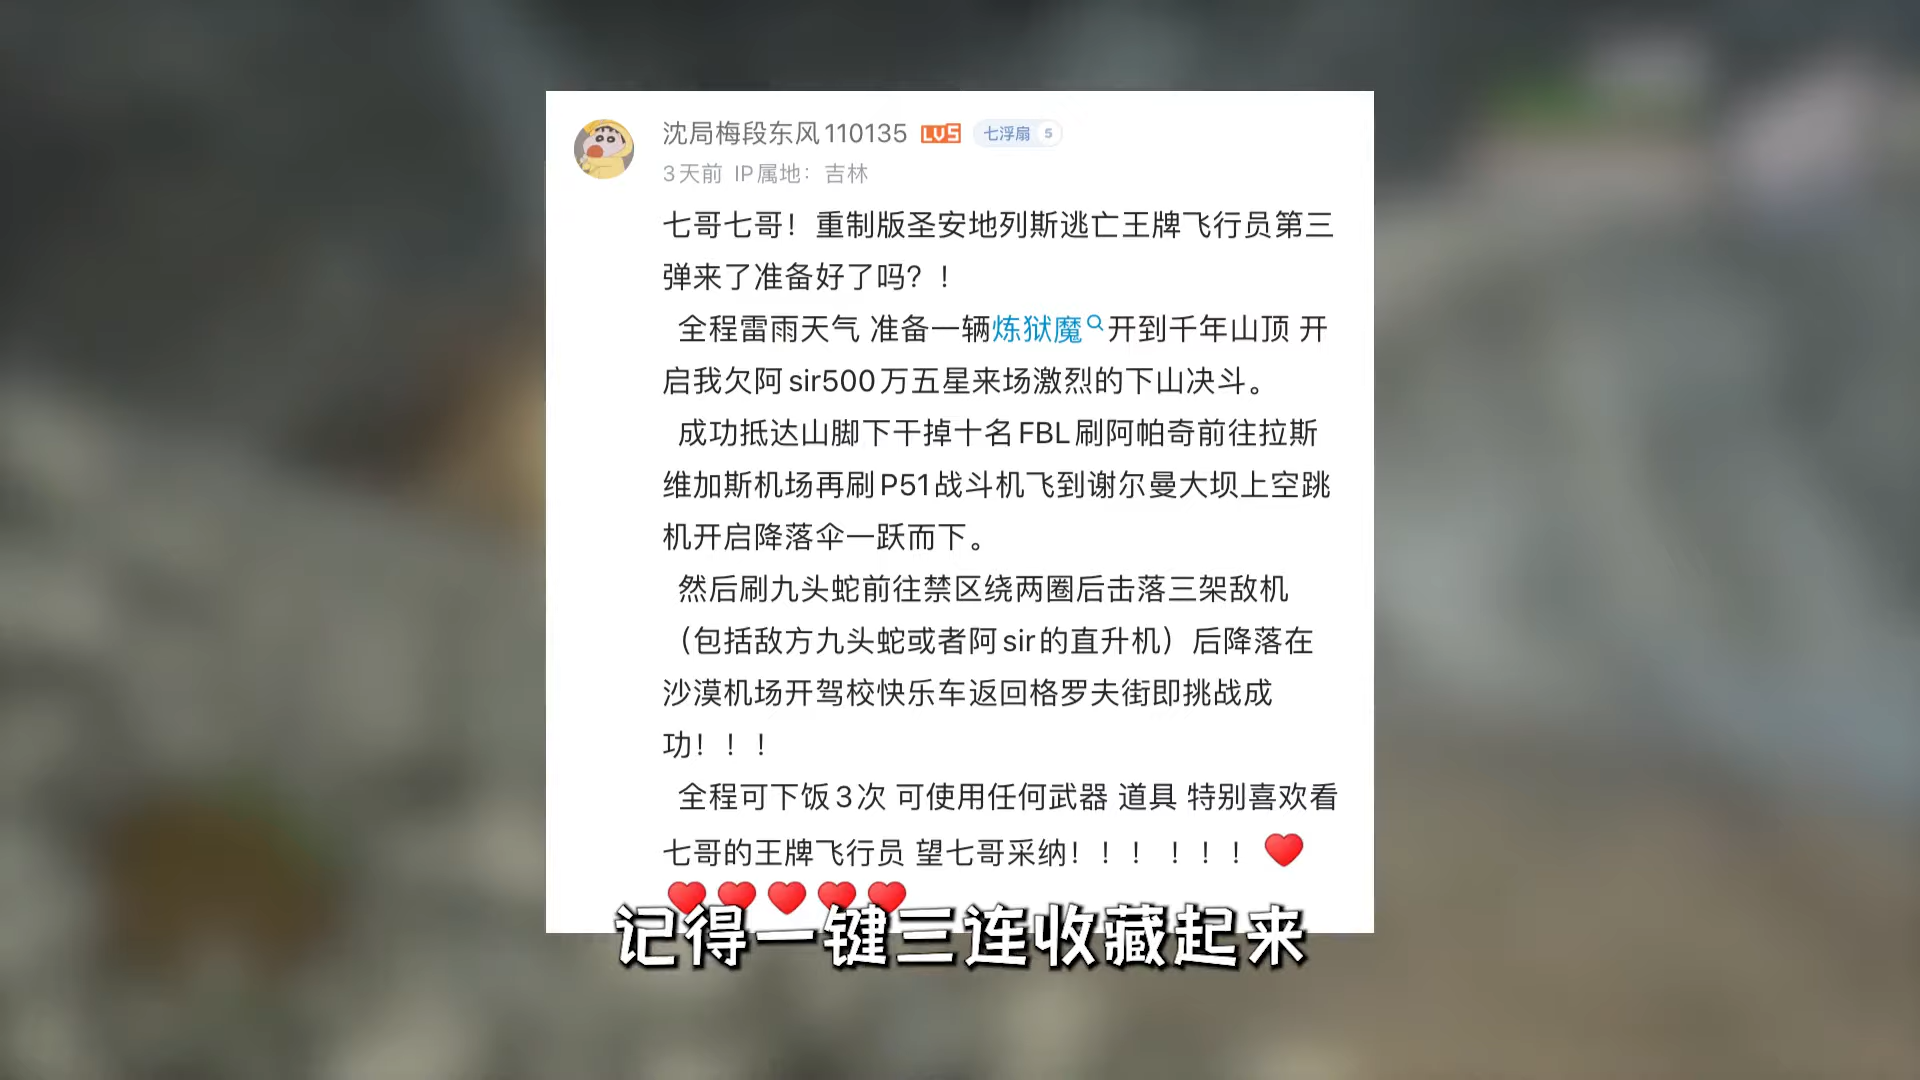 沈局梅段东风110135 LV5 七浮扇 5
3天前 IP属地：吉林
七哥七哥！重制版圣安地列斯逃亡王牌飞行员第三
弹来了准备好了吗？！
全程雷雨天气 准备一辆炼狱魔开到千年山顶 开
启我欠阿sir500万五星来场激烈的下山决斗。
成功抵达山脚下干掉十名FBL刷阿帕奇前往拉斯
维加斯机场再刷P51战斗机飞到谢尔曼大坝上空跳
机开启降落伞一跃而下。
然后刷九头蛇前往禁区绕两圈后击落三架敌机
（包括敌方九头蛇或者阿sir的直升机）后降落在
沙漠机场开驾校快乐车返回格罗夫街即挑战成
功！！！
全程可下饭3次 可使用任何武器 道具 特别喜欢看
七哥的王牌飞行员 望七哥采纳！！！！！！
记得一键三连收藏起来